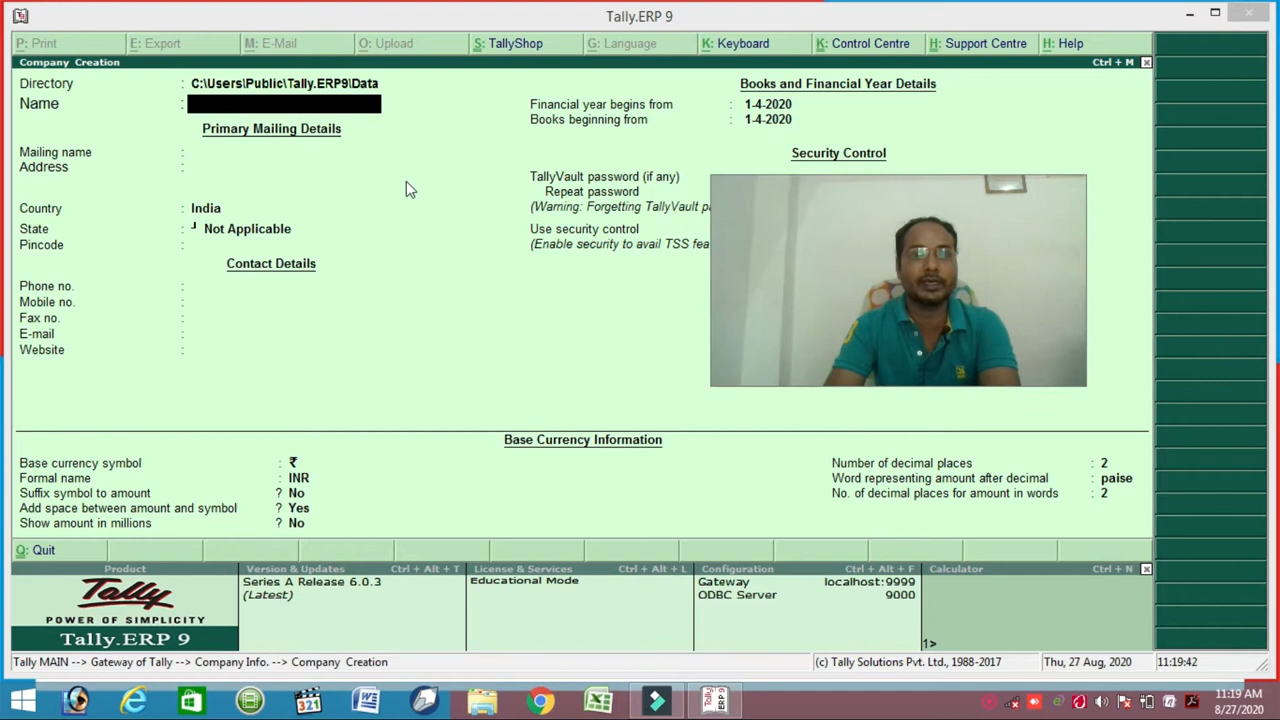 Tally.ERP 9
P: Print E: Export M: E-Mail O: Upload S: TallyShop G: Language K: Keyboard K: Control Centre H: Support Centre H: Help
Company Creation Ctrl + M
Directory : C:\Users\Public\Tally.ERP9\Data
Name :
Primary Mailing Details
Mailing name :
Address :
Country : India
State : ┘ Not Applicable
Pincode :
Contact Details
Phone no. :
Mobile no. :
Fax no. :
E-mail :
Website :
Books and Financial Year Details
Financial year begins from : 1-4-2020
Books beginning from : 1-4-2020
Security Control
TallyVault password (if any)
Repeat password
(Warning: Forgetting TallyVault pa
Use security control
(Enable security to avail TSS fea
Base Currency Information
Base currency symbol : ₹
Formal name : INR
Suffix symbol to amount ? No
Add space between amount and symbol ? Yes
Show amount in millions ? No
Number of decimal places : 2
Word representing amount after decimal : paise
No. of decimal places for amount in words : 2
Q: Quit
Product
Tally
POWER OF SIMPLICITY
Tally.ERP 9
Version & Updates Ctrl + Alt + T
Series A Release 6.0.3
(Latest)
License & Services Ctrl + Alt + L
Educational Mode
Configuration Ctrl + Alt + F
Gateway localhost:9999
ODBC Server 9000
Calculator Ctrl + N
1>
Tally MAIN --> Gateway of Tally --> Company Info. --> Company Creation (c) Tally Solutions Pvt. Ltd., 1988-2017 Thu, 27 Aug, 2020 11:19:42
321
Tally
ERP 9
11:19 AM
8/27/2020